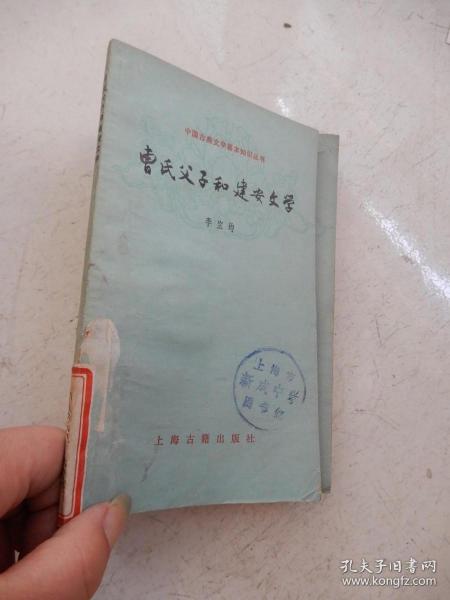 中国古典文学基本知识丛书
曹氏父子和建安文学
李宝均
上海市
新成中学
图书馆
上海古籍出版社
孔夫子旧书网
www.kongfz.com